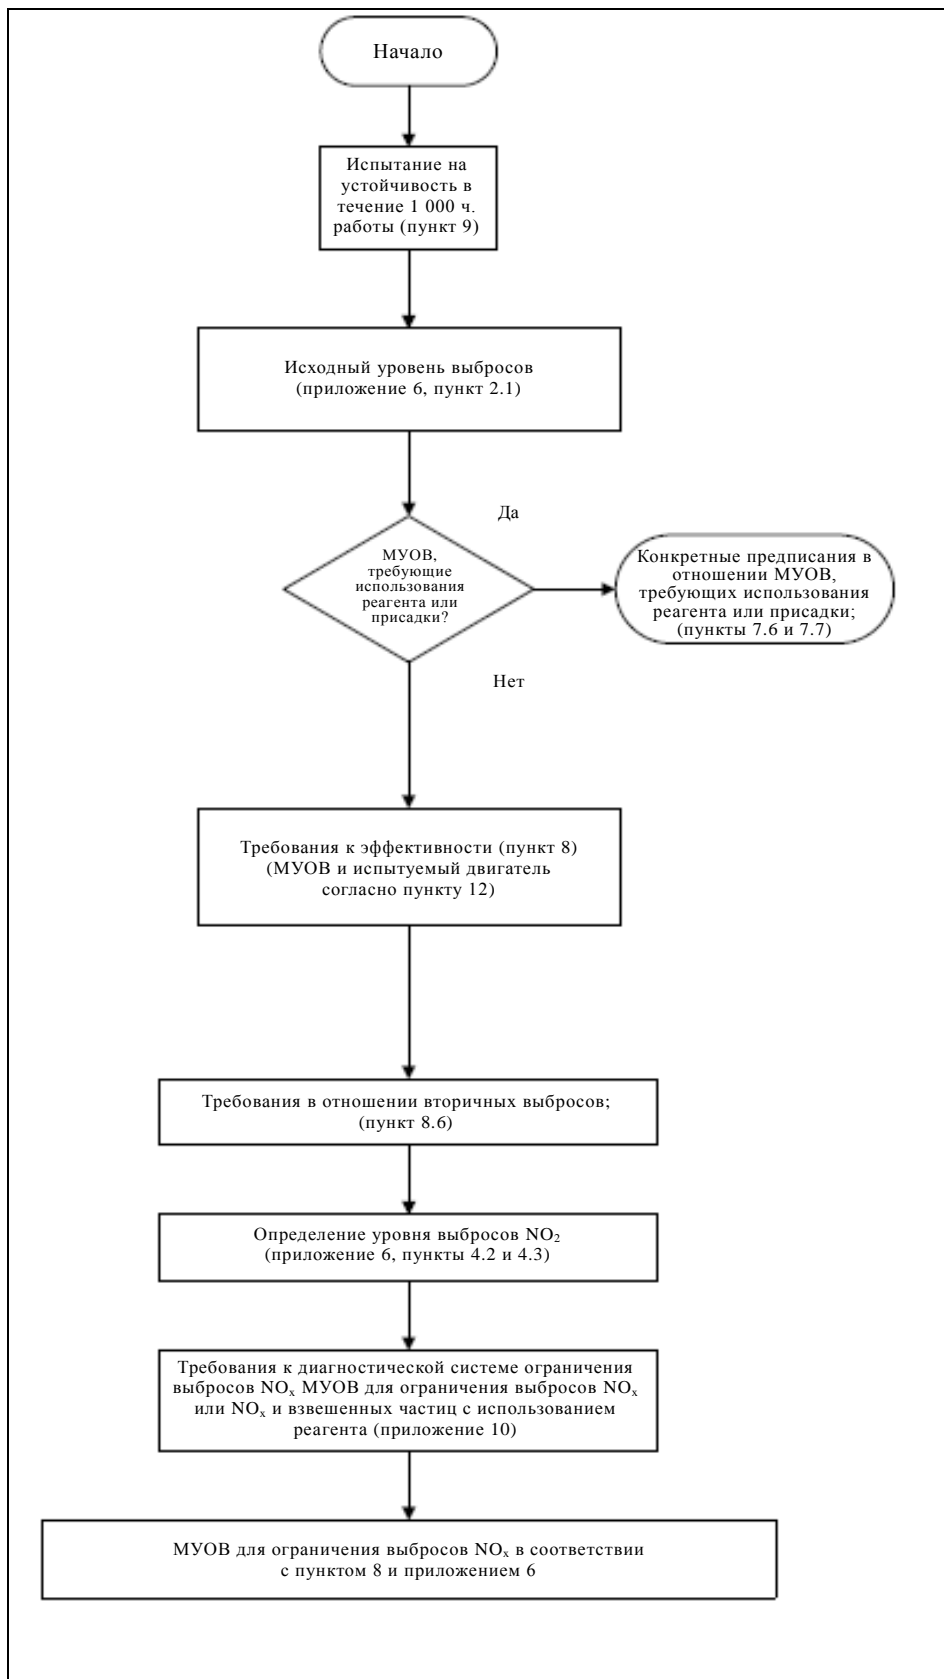 Начало
Испытание на
устойчивость в
течение 1 000 ч.
работы (пункт 9)
Исходный уровень выбросов
(приложение 6, пункт 2.1)
Да
МУОВ,
требующие
использования
реагента или
присадки?
Конкретные предписания в
отношении МУОВ,
требующих использования
реагента или присадки;
(пункты 7.6 и 7.7)
Нет
Требования к эффективности (пункт 8)
(МУОВ и испытуемый двигатель
согласно пункту 12)
Требования в отношении вторичных выбросов;
(пункт 8.6)
Определение уровня выбросов NO₂
(приложение 6, пункты 4.2 и 4.3)
Требования к диагностической системе ограничения
выбросов NOₓ МУОВ для ограничения выбросов NOₓ
или NOₓ и взвешенных частиц с использованием
реагента (приложение 10)
МУОВ для ограничения выбросов NOₓ в соответствии
с пунктом 8 и приложением 6